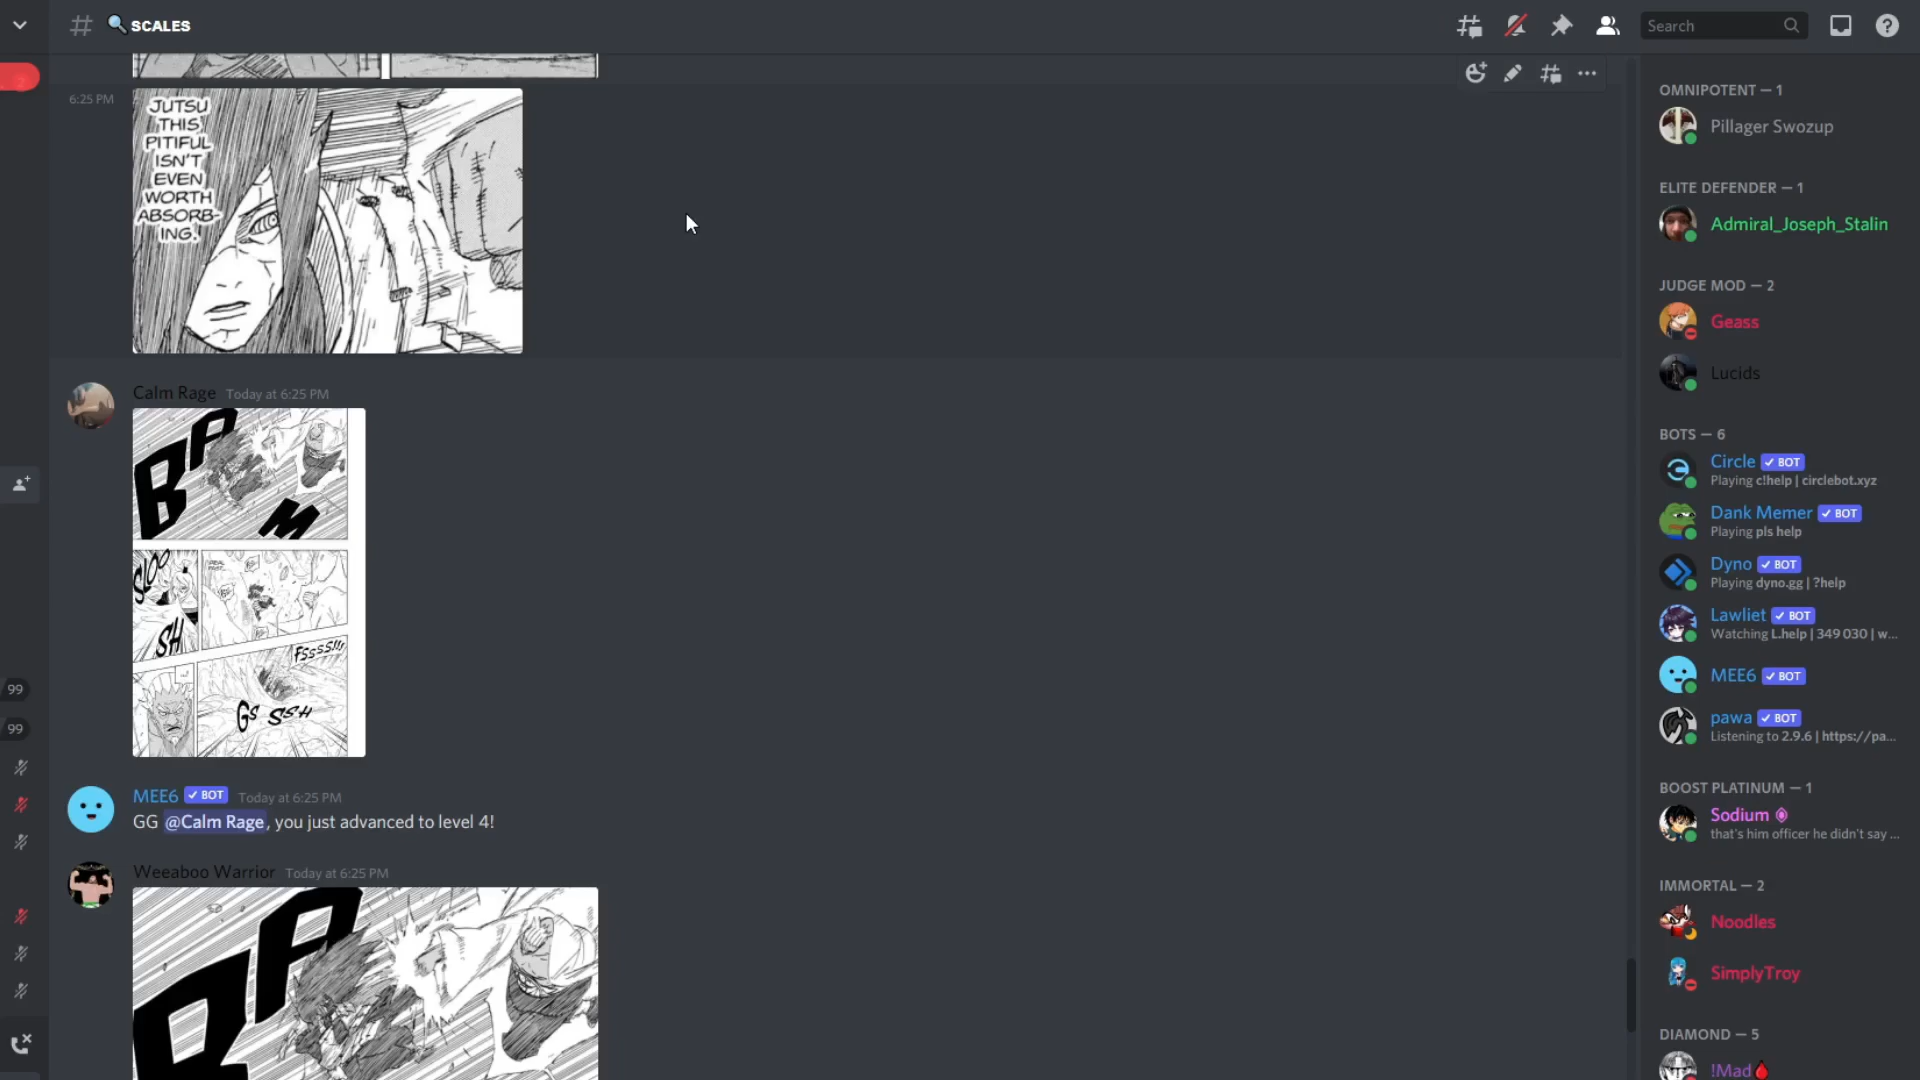 SCALES
Search
6:25 PM
JUTSU
THIS
PITIFUL
ISN'T
EVEN
WORTH
ABSORB-
ING.
Calm Rage Today at 6:25 PM
BAM
SLOO
SH
FSSSS!!!
GS SSH
MEE6 BOT Today at 6:25 PM
GG @Calm Rage, you just advanced to level 4!
Weeaboo Warrior Today at 6:25 PM
BA
99
99
OMNIPOTENT — 1
Pillager Swozup
ELITE DEFENDER — 1
Admiral_Joseph_Stalin
JUDGE MOD — 2
Geass
Lucids
BOTS — 6
Circle BOT
Playing c!help | circlebot.xyz
Dank Memer BOT
Playing pls help
Dyno BOT
Playing dyno.gg | ?help
Lawliet BOT
Watching L.help | 349 030 | w...
MEE6 BOT
pawa BOT
Listening to 2.9.6 | https://pa...
BOOST PLATINUM — 1
Sodium
that's him officer he didn't say ...
IMMORTAL — 2
Noodles
SimplyTroy
DIAMOND — 5
!Mad